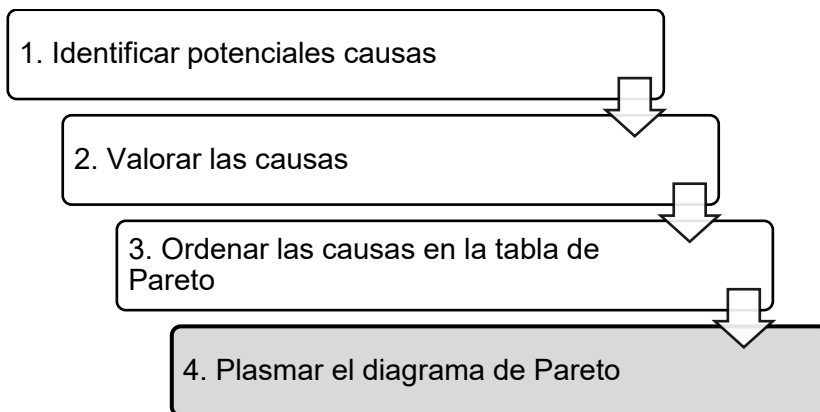 1. Identificar potenciales causas
2. Valorar las causas
3. Ordenar las causas en la tabla de
Pareto
4. Plasmar el diagrama de Pareto